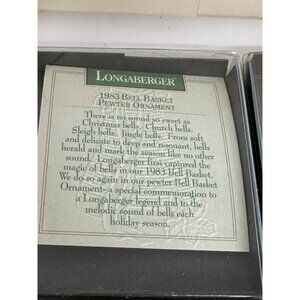 LONGABERGER®
1983 BELL BASKET
PEWTER ORNAMENT
There is no sound so sweet as
Christmas bells. Church bells.
Sleigh bells. Jingle bells. From soft
and delicate to deep and resonant, bells
herald and make the season like no other
sound. Longaberger first captured the
magic of bells in our 1983 Bell Basket.
We do so again in our pewter Bell Basket
Ornament- a special commemoration to
a Longaberger legend and to the
melodic sound of bells each
holiday season.